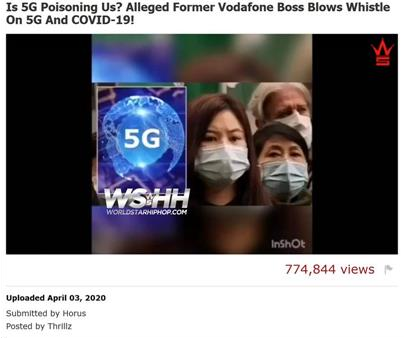 Is 5G Poisoning Us? Alleged Former Vodafone Boss Blows Whistle
On 5G And COVID-19!
5G
WSHH
WORLDSTARHIPHOP.COM
InShOt
774,844 views
Uploaded April 03, 2020
Submitted by Horus
Posted by Thrillz